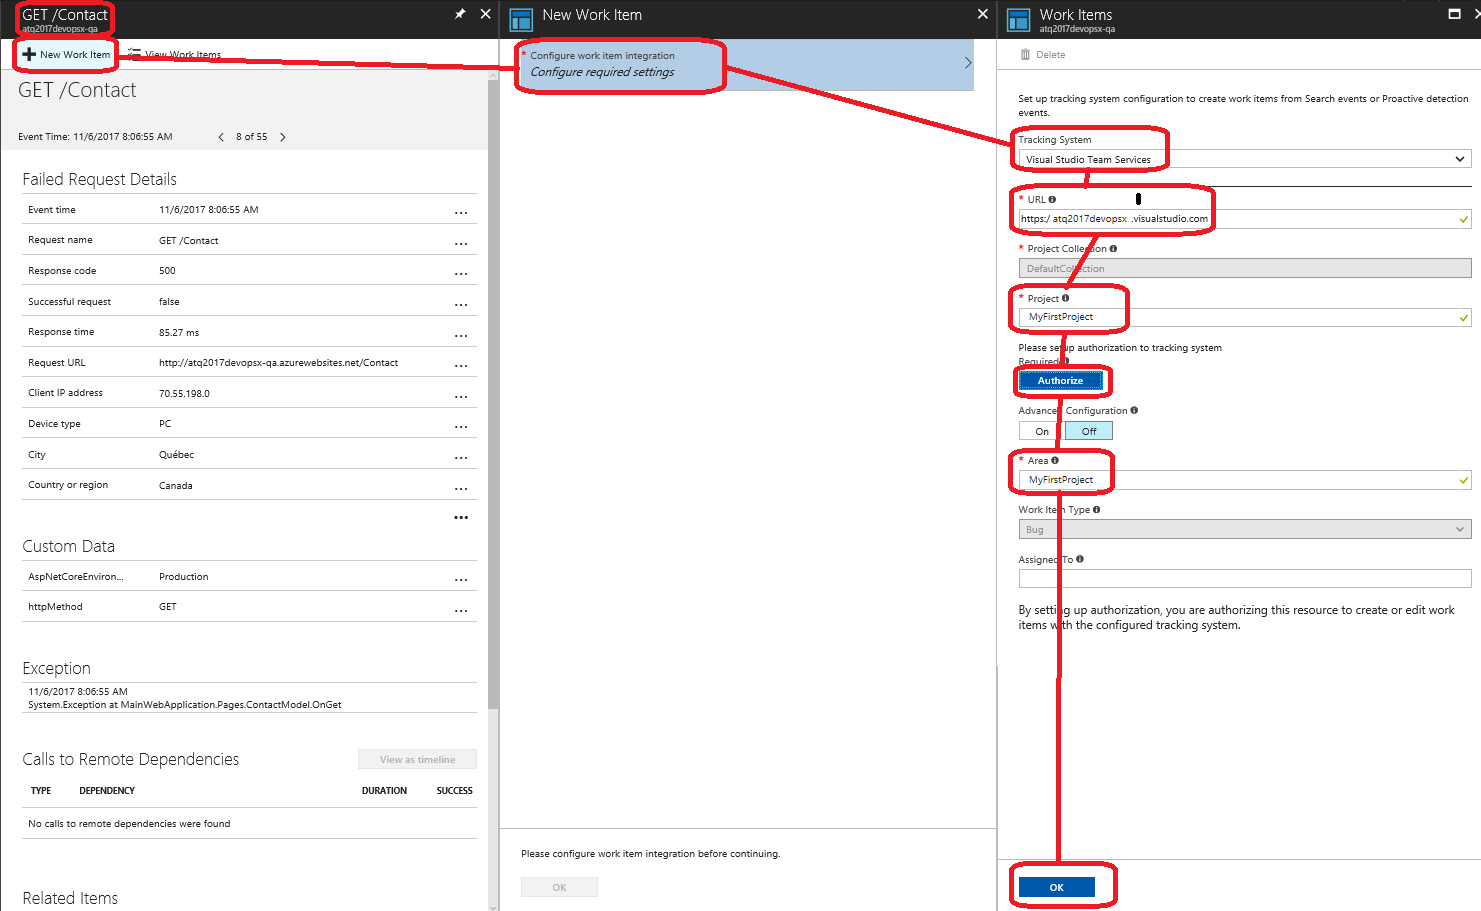 GET /Contact
atq2017devopsx-qa
New Work Item
View Work Items
GET /Contact
Event Time: 11/6/2017 8:06:55 AM
8 of 55
Failed Request Details
Event time 11/6/2017 8:06:55 AM ...
Request name GET /Contact ...
Response code 500 ...
Successful request false ...
Response time 85.27 ms ...
Request URL http://atq2017devopsx-qa.azurewebsites.net/Contact ...
Client IP address 70.55.198.0 ...
Device type PC ...
City Québec ...
Country or region Canada ...
...
Custom Data
AspNetCoreEnviron... Production ...
httpMethod GET ...
Exception
11/6/2017 8:06:55 AM
System.Exception at MainWebApplication.Pages.ContactModel.OnGet
Calls to Remote Dependencies
View as timeline
TYPE DEPENDENCY DURATION SUCCESS
No calls to remote dependencies were found
Related Items
New Work Item
* Configure work item integration
Configure required settings
Please configure work item integration before continuing.
OK
Work Items
atq2017devopsx-qa
Delete
Set up tracking system configuration to create work items from Search events or Proactive detection
events.
Tracking System
Visual Studio Team Services
* URL
https:/ atq2017devopsx .visualstudio.com
* Project Collection
DefaultCollection
* Project
MyFirstProject
Please setup authorization to tracking system
Required
Authorize
Advanced Configuration
On Off
* Area
MyFirstProject
Work Item Type
Bug
Assigned To
By setting up authorization, you are authorizing this resource to create or edit work
items with the configured tracking system.
OK